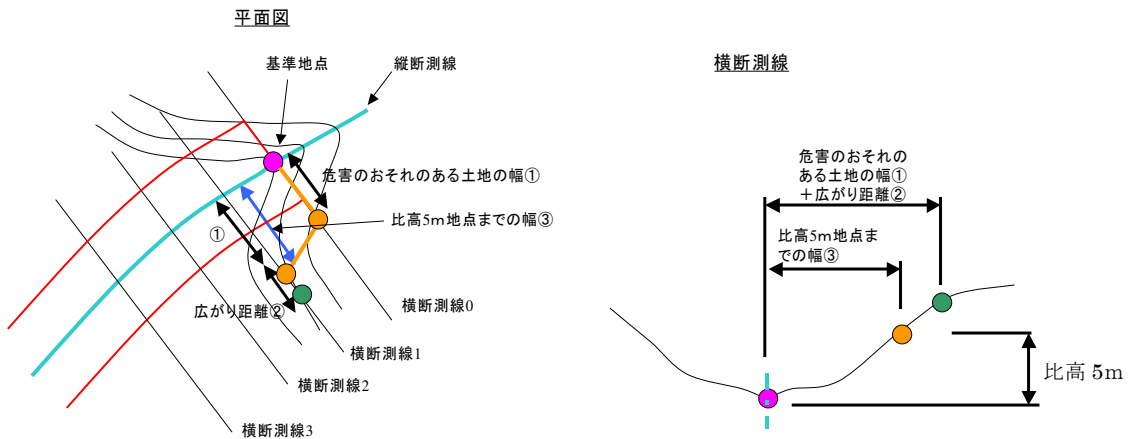 平面図
基準地点
縦断測線
危害のおそれのある土地の幅①
比高5m地点までの幅③
①
広がり距離②
横断測線0
横断測線1
横断測線2
横断測線3
横断測線
危害のおそれの
ある土地の幅①
＋広がり距離②
比高5m地点ま
での幅③
比高 5m